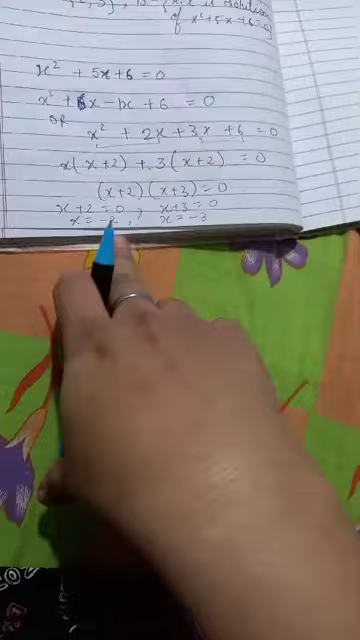 of x²+5x+6=0}
x² + 5x + 6 = 0
x² + 6x - 1x + 6 = 0
OR
x² + 2x + 3x + 6 = 0
x(x+2) + 3(x+2) = 0
(x+2)(x+3) = 0
x+2 = 0, x+3 = 0
x = -2, x = -3